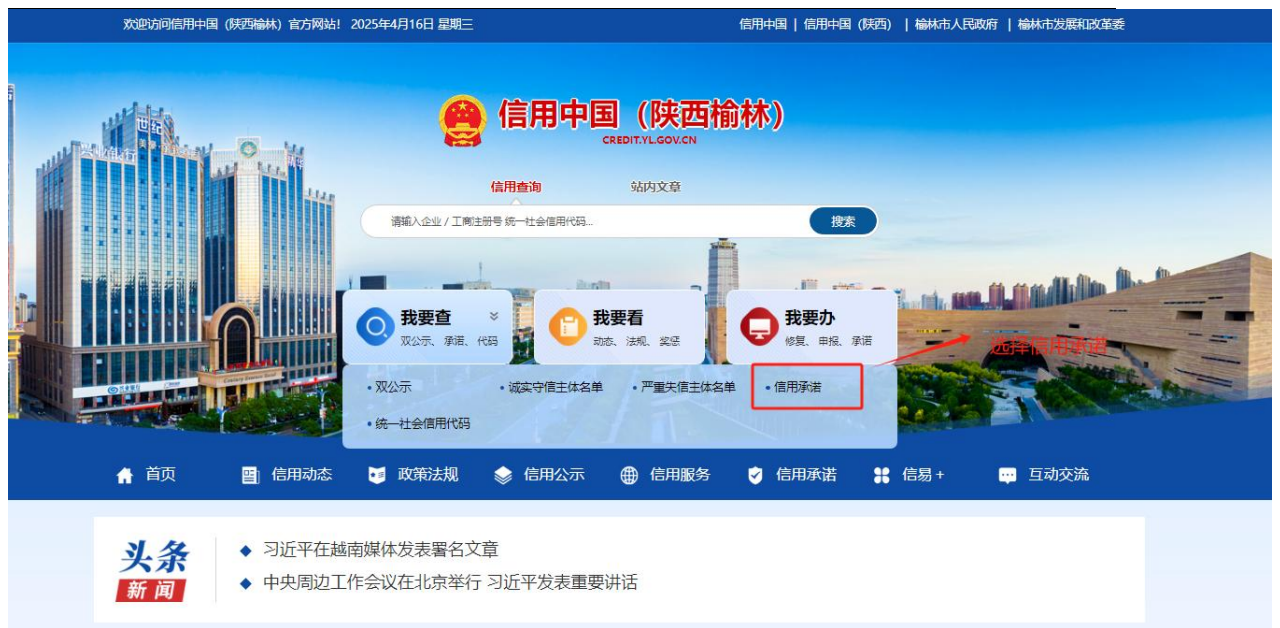 欢迎访问信用中国（陕西榆林）官方网站！ 2025年4月16日 星期三
信用中国 | 信用中国（陕西） | 榆林市人民政府 | 榆林市发展和改革委
信用中国（陕西榆林）
CREDIT.YL.GOV.CN
信用查询 站内文章
请输入企业 / 工商注册号 统一社会信用代码...
搜索
我要查 我要看 我要办
双公示、承诺、代码 动态、法规、奖惩 修复、申报、承诺
选择信用承诺
•双公示 •诚实守信主体名单 •严重失信主体名单 •信用承诺
•统一社会信用代码
首页 信用动态 政策法规 信用公示 信用服务 信用承诺 信易+ 互动交流
头条
新闻
◆ 习近平在越南媒体发表署名文章
◆ 中央周边工作会议在北京举行 习近平发表重要讲话